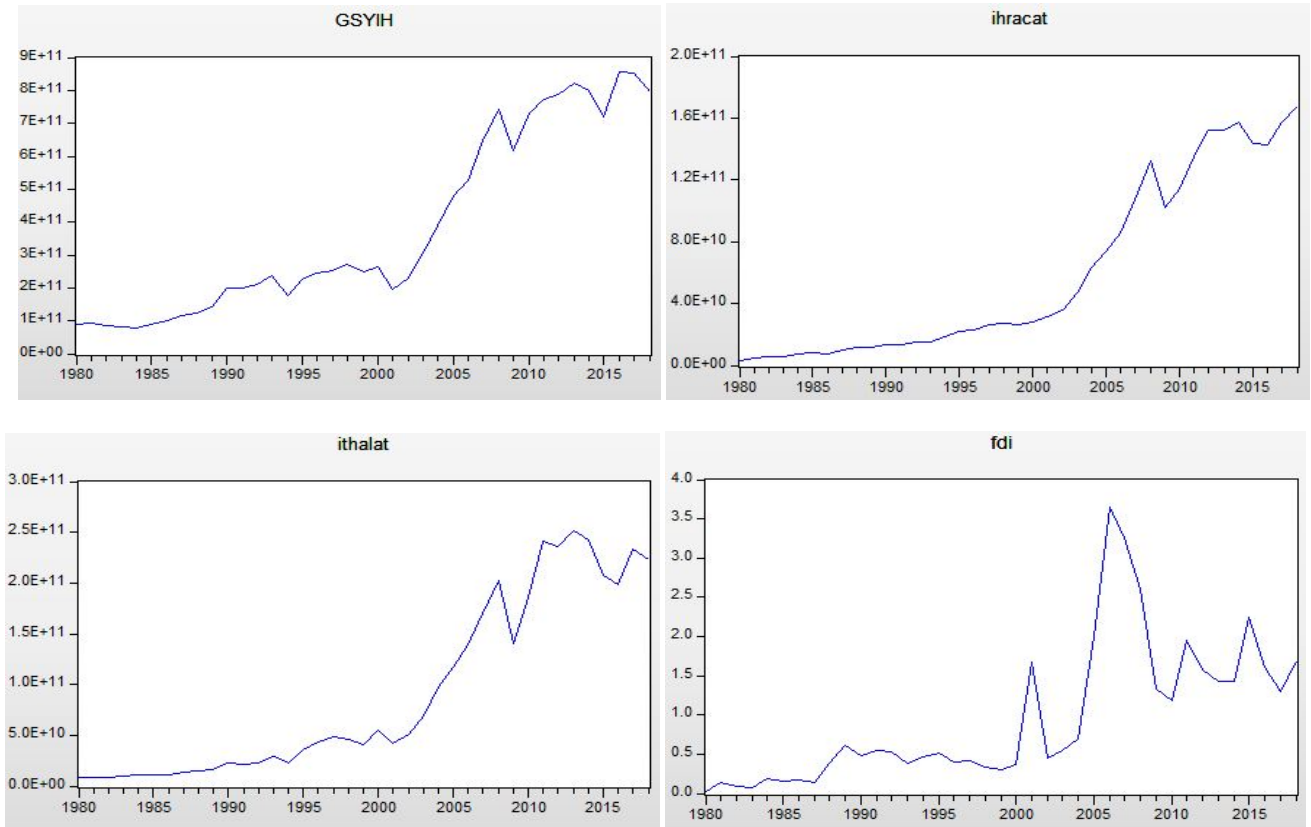 GSYIH
9E+11
8E+11
7E+11
6E+11
5E+11
4E+11
3E+11
2E+11
1E+11
0E+00
1980 1985 1990 1995 2000 2005 2010 2015
ihracat
2.0E+11
1.6E+11
1.2E+11
8.0E+10
4.0E+10
0.0E+00
1980 1985 1990 1995 2000 2005 2010 2015
ithalat
3.0E+11
2.5E+11
2.0E+11
1.5E+11
1.0E+11
5.0E+10
0.0E+00
1980 1985 1990 1995 2000 2005 2010 2015
fdi
4.0
3.5
3.0
2.5
2.0
1.5
1.0
0.5
0.0
1980 1985 1990 1995 2000 2005 2010 2015